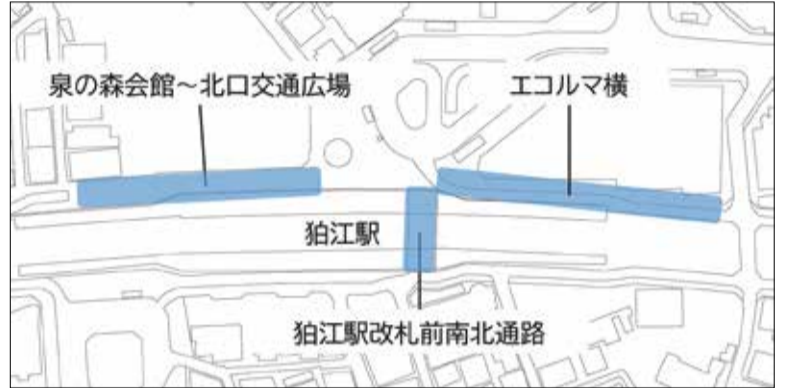 泉の森会館～北口交通広場
エコルマ横
狛江駅
狛江駅改札前南北通路